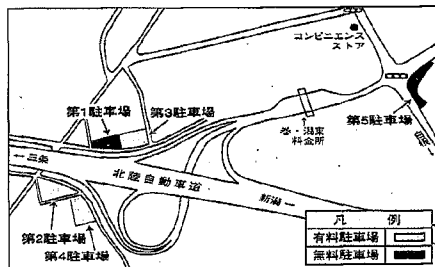 コンビニエンス
ストア
第1駐車場
第3駐車場
巻・潟東
料金所
第5駐車場
←三条
北陸自動車道
新潟→
第2駐車場
第4駐車場
凡 例
有料駐車場
無料駐車場